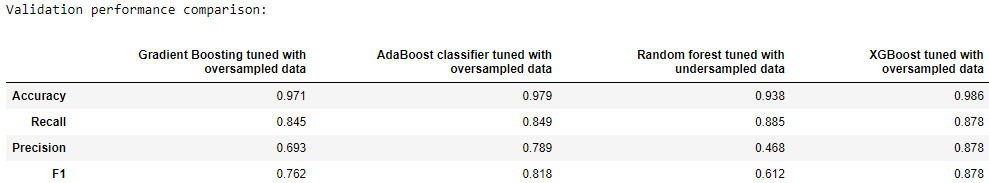 Validation performance comparison:
Gradient Boosting tuned with AdaBoost classifier tuned with Random forest tuned with XGBoost tuned with
oversampled data oversampled data undersampled data oversampled data
Accuracy 0.971 0.979 0.938 0.986
Recall 0.845 0.849 0.885 0.878
Precision 0.693 0.789 0.468 0.878
F1 0.762 0.818 0.612 0.878